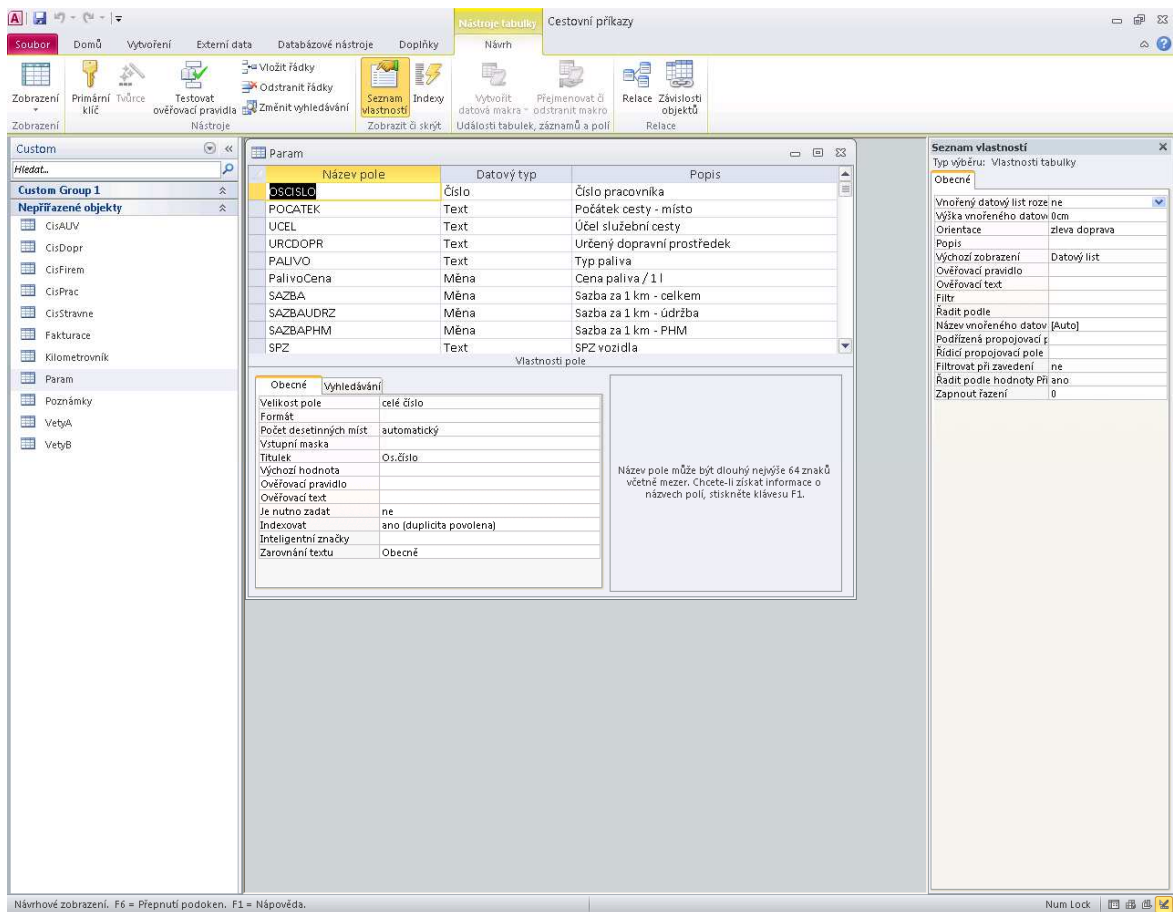 Nástroje tabulky Cestovní příkazy
Soubor Domů Vytvoření Externí data Databázové nástroje Doplňky Návrh
Zobrazení
Primární klíč
Tvůrce
Testovat ověřovací pravidla
Vložit řádky
Odstranit řádky
Změnit vyhledávání
Seznam vlastností
Indexy
Vytvořit datová makra
Přejmenovat či odstranit makro
Relace
Závislosti objektů
Zobrazení Nástroje Zobrazit či skrýt Události tabulek, záznamů a polí Relace
Custom
Hledat...
Custom Group 1
Nepřiřazené objekty
CisAUV
CisDopr
CisFirem
CisPrac
CisStravne
Fakturace
Kilometrovník
Param
Poznámky
VetyA
VetyB
Param
Název pole Datový typ Popis
OSCISLO Číslo Číslo pracovníka
POCATEK Text Počátek cesty - místo
UCEL Text Účel služební cesty
URCDOPR Text Určený dopravní prostředek
PALIVO Text Typ paliva
PalivoCena Měna Cena paliva / 1 l
SAZBA Měna Sazba za 1 km - celkem
SAZBAUDRZ Měna Sazba za 1 km - údržba
SAZBAPHM Měna Sazba za 1 km - PHM
SPZ Text SPZ vozidla
Vlastnosti pole
Obecné Vyhledávání
Velikost pole celé číslo
Formát
Počet desetinných míst automatický
Vstupní maska
Titulek Os.číslo
Výchozí hodnota
Ověřovací pravidlo
Ověřovací text
Je nutno zadat ne
Indexovat ano (duplicita povolena)
Inteligentní značky
Zarovnání textu Obecně
Název pole může být dlouhý nejvýše 64 znaků
včetně mezer. Chcete-li získat informace o
názvech polí, stiskněte klávesu F1.
Seznam vlastností
Typ výběru: Vlastnosti tabulky
Obecné
Vnořený datový list roze ne
Výška vnořeného datov 0cm
Orientace zleva doprava
Popis
Výchozí zobrazení Datový list
Ověřovací pravidlo
Ověřovací text
Filtr
Řadit podle
Název vnořeného datov [Auto]
Podřízená propojovací p
Řídicí propojovací pole
Filtrovat při zavedení ne
Řadit podle hodnoty Při ano
Zapnout řazení 0
Návrhové zobrazení. F6 = Přepnutí podoken. F1 = Nápověda. Num Lock